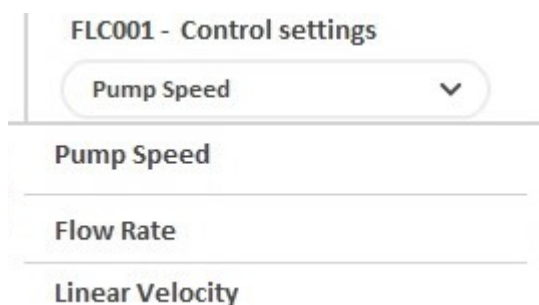 FLC001 - Control settings
Pump Speed
Pump Speed
Flow Rate
Linear Velocity